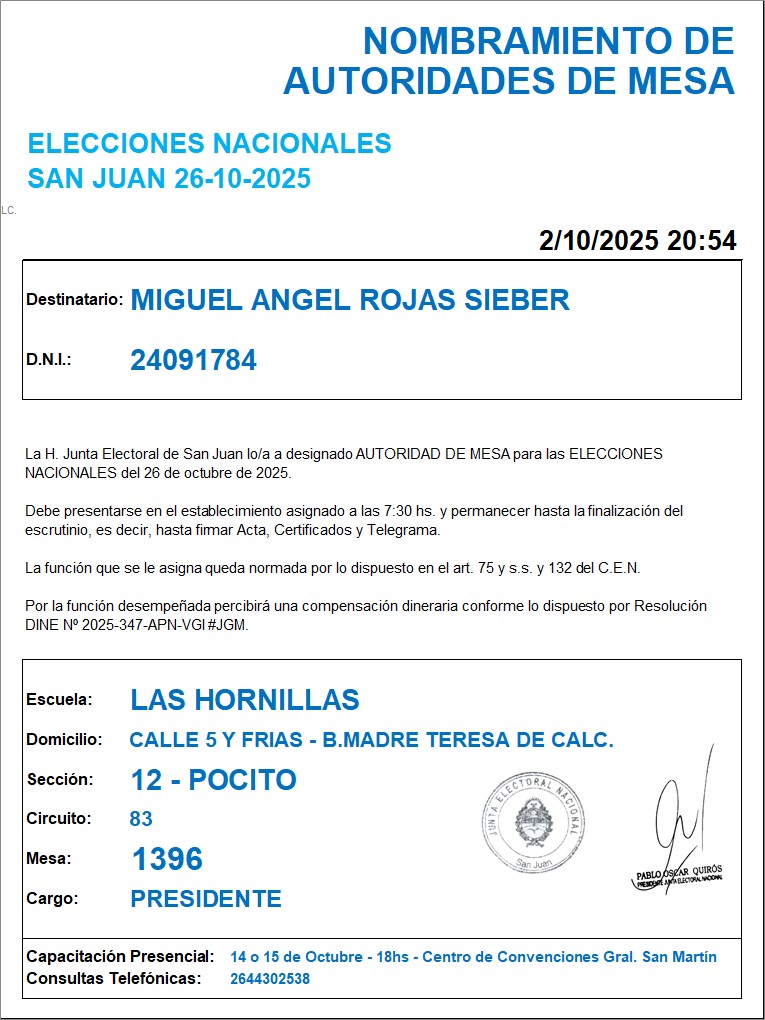 NOMBRAMIENTO DE
AUTORIDADES DE MESA
ELECCIONES NACIONALES
SAN JUAN 26-10-2025
LC.
2/10/2025 20:54
Destinatario: MIGUEL ANGEL ROJAS SIEBER
D.N.I.: 24091784
La H. Junta Electoral de San Juan lo/a a designado AUTORIDAD DE MESA para las ELECCIONES
NACIONALES del 26 de octubre de 2025.
Debe presentarse en el establecimiento asignado a las 7:30 hs. y permanecer hasta la finalización del
escrutinio, es decir, hasta firmar Acta, Certificados y Telegrama.
La función que se le asigna queda normada por lo dispuesto en el art. 75 y s.s. y 132 del C.E.N.
Por la función desempeñada percibirá una compensación dineraria conforme lo dispuesto por Resolución
DINE Nº 2025-347-APN-VGI#JGM.
Escuela: LAS HORNILLAS
Domicilio: CALLE 5 Y FRIAS - B.MADRE TERESA DE CALC.
Sección: 12 - POCITO
Circuito: 83
Mesa: 1396
Cargo: PRESIDENTE
JUNTA ELECTORAL NACIONAL
San Juan
PABLO OSCAR QUIRÓS
PRESIDENTE JUNTA ELECTORAL NACIONAL
Capacitación Presencial: 14 o 15 de Octubre - 18hs - Centro de Convenciones Gral. San Martín
Consultas Telefónicas: 2644302538